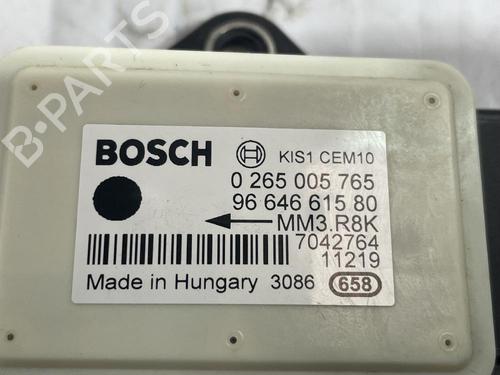 BOSCH KIS1 CEM10
0 265 005 765
96 646 615 80
MM3.R8K
7042764
11219
Made in Hungary 3086 658
B-PARTS